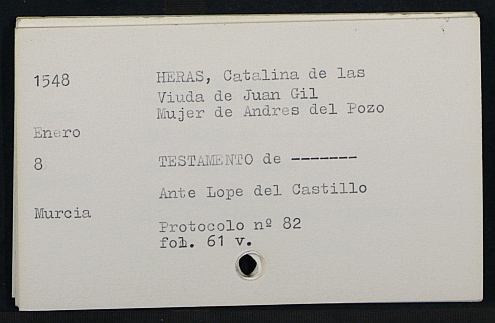 1548 HERAS, Catalina de las
Viuda de Juan Gil
Mujer de Andres del Pozo
Enero
8 TESTAMENTO de -------
Ante Lope del Castillo
Murcia
Protocolo nº 82
fol. 61 v.